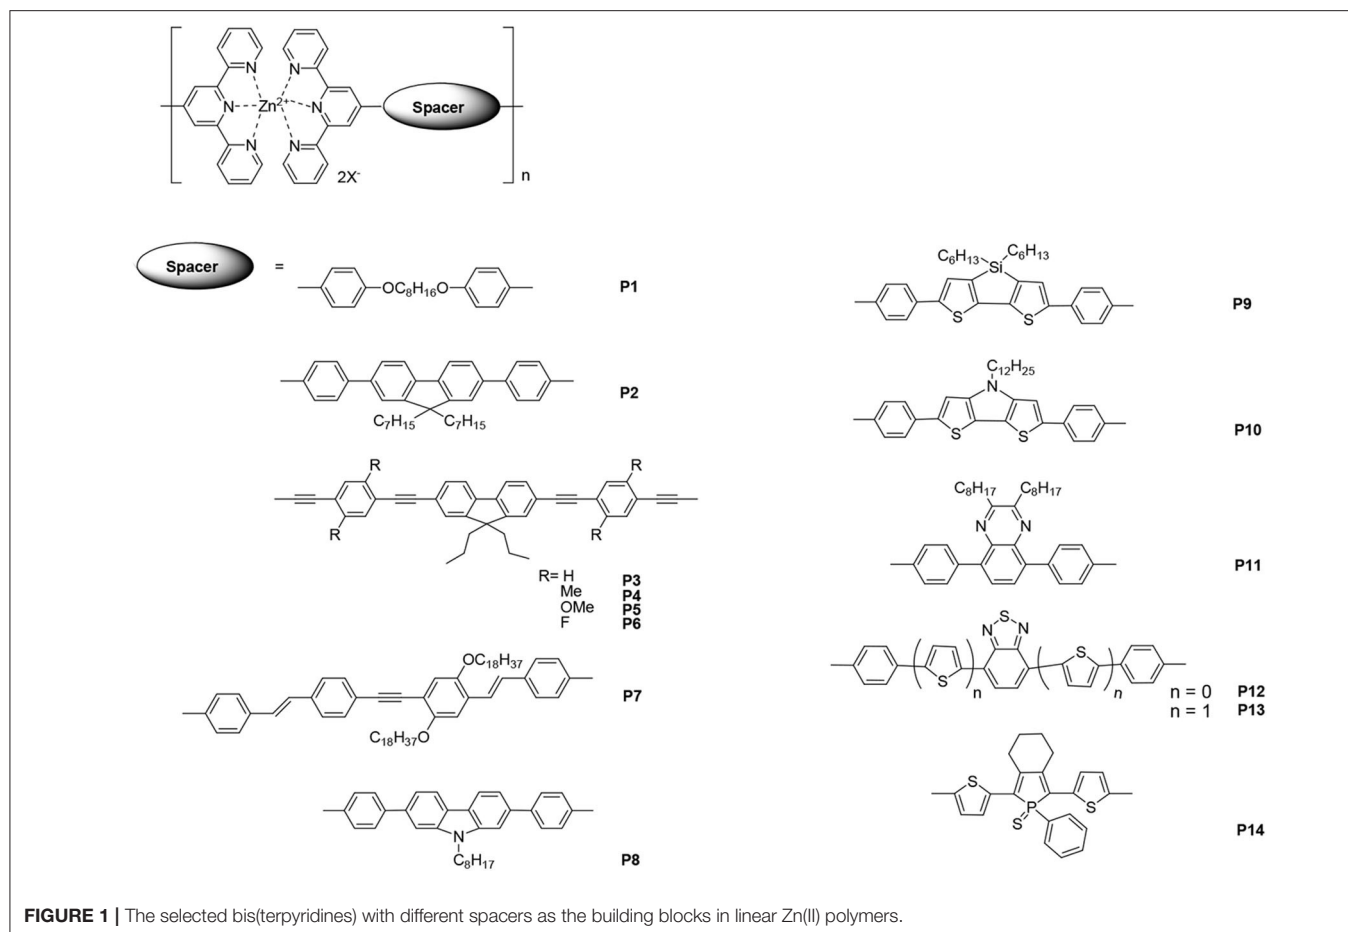 N N
N Zn2+ N Spacer
N N
2X- n
Spacer = OC8H16O P1
C7H15 C7H15 P2
R R
R R
R= H P3
Me P4
OMe P5
F P6
OC18H37
C18H37O P7
N
C8H17 P8
C6H13 C6H13
Si
S S P9
C12H25
N
S S P10
C8H17 C8H17
N N
P11
S
N N
S S
n n
n = 0 P12
n = 1 P13
S S
P
S
P14
FIGURE 1 | The selected bis(terpyridines) with different spacers as the building blocks in linear Zn(II) polymers.